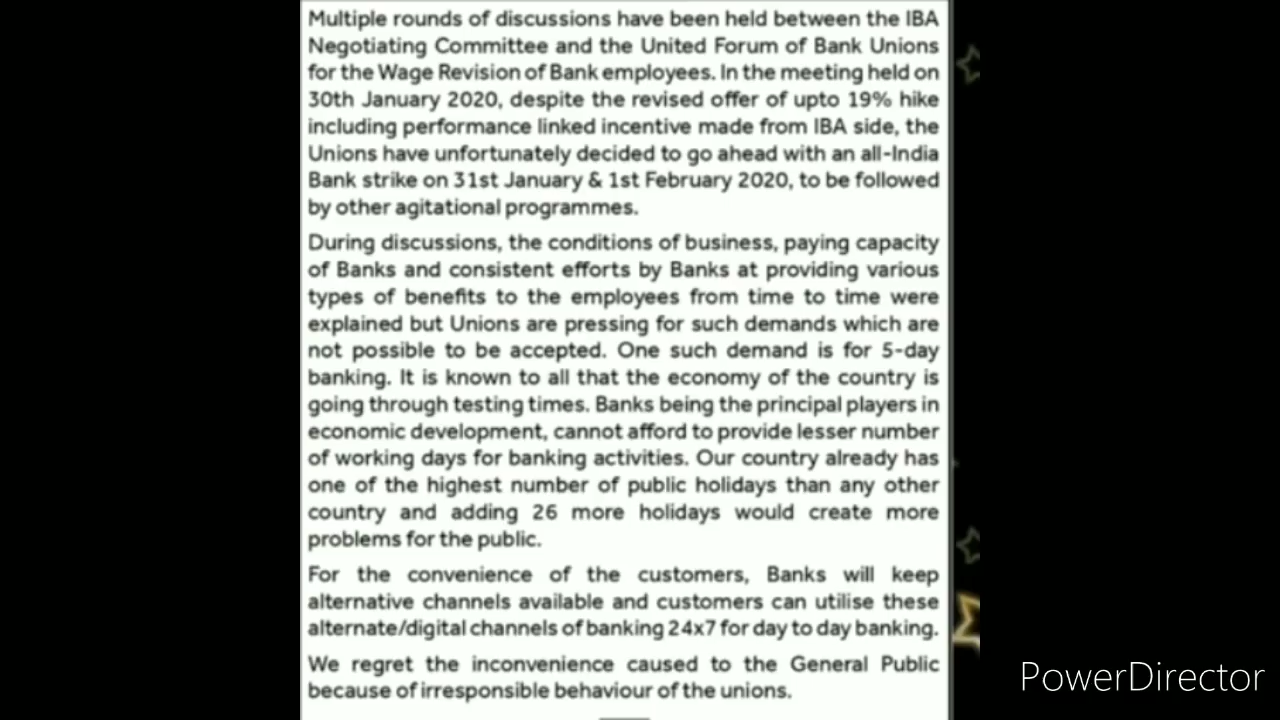 Multiple rounds of discussions have been held between the IBA
Negotiating Committee and the United Forum of Bank Unions
for the Wage Revision of Bank employees. In the meeting held on
30th January 2020, despite the revised offer of upto 19% hike
including performance linked incentive made from IBA side, the
Unions have unfortunately decided to go ahead with an all-India
Bank strike on 31st January & 1st February 2020, to be followed
by other agitational programmes.
During discussions, the conditions of business, paying capacity
of Banks and consistent efforts by Banks at providing various
types of benefits to the employees from time to time were
explained but Unions are pressing for such demands which are
not possible to be accepted. One such demand is for 5-day
banking. It is known to all that the economy of the country is
going through testing times. Banks being the principal players in
economic development, cannot afford to provide lesser number
of working days for banking activities. Our country already has
one of the highest number of public holidays than any other
country and adding 26 more holidays would create more
problems for the public.
For the convenience of the customers, Banks will keep
alternative channels available and customers can utilise these
alternate/digital channels of banking 24x7 for day to day banking.
We regret the inconvenience caused to the General Public
because of irresponsible behaviour of the unions.
PowerDirector